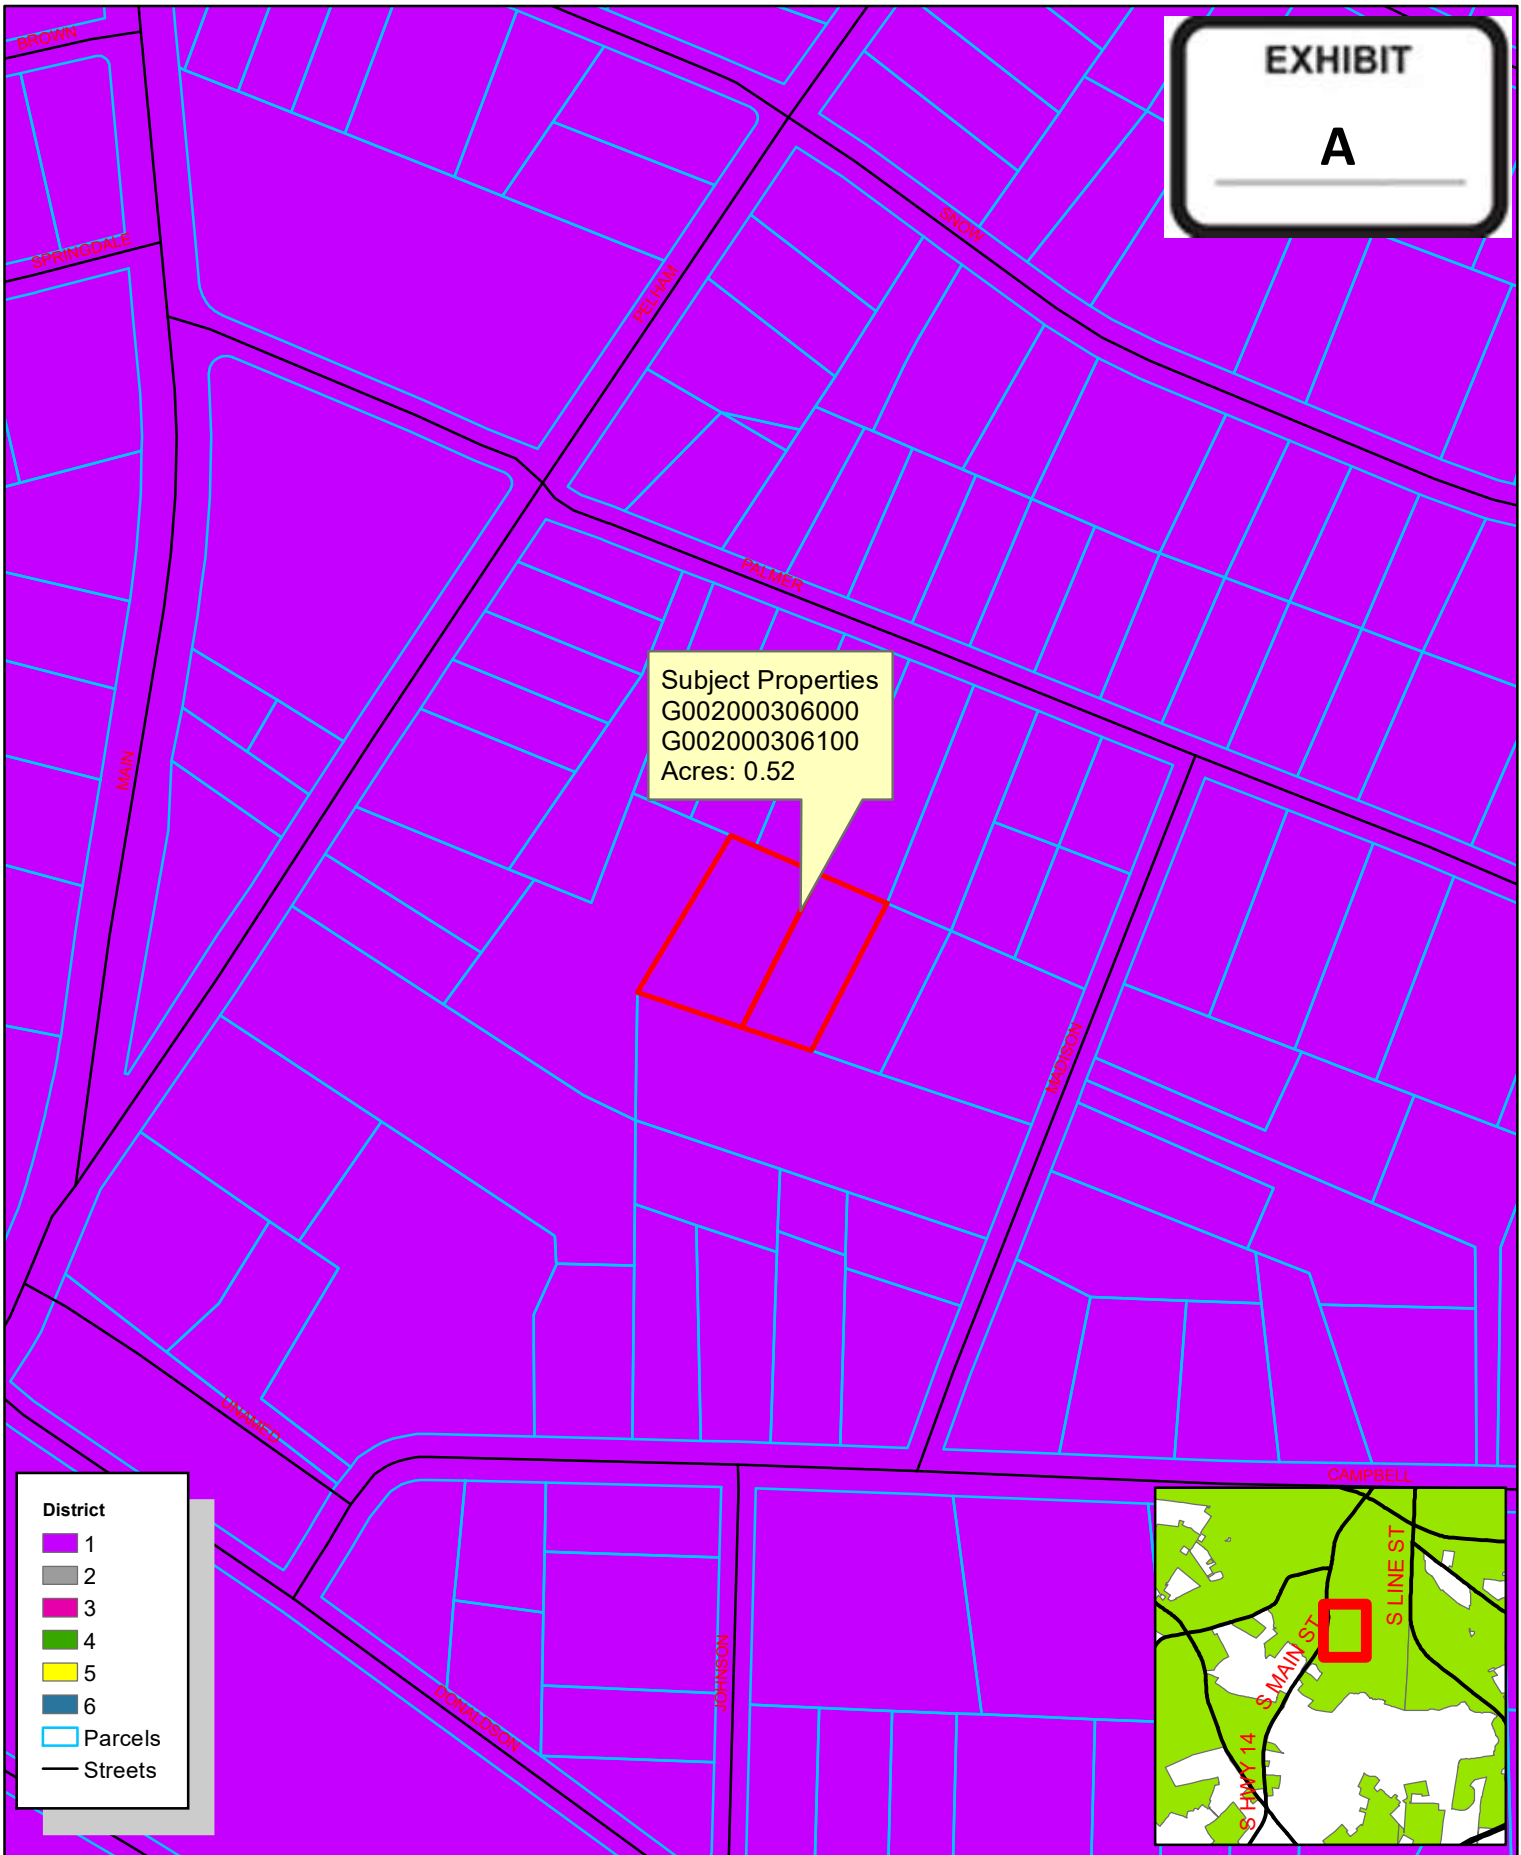 EXHIBIT
A
BROWN
SPRINGDALE
SNOW
PELHAM
PALMER
Subject Properties
G002000306000
G002000306100
Acres: 0.52
MAIN
MADISON
UNAMED
CAMPBELL
JOHNSON
DONALDSON
District
1
2
3
4
5
6
Parcels
Streets
S LINE ST
S MAIN ST
S HWY 14